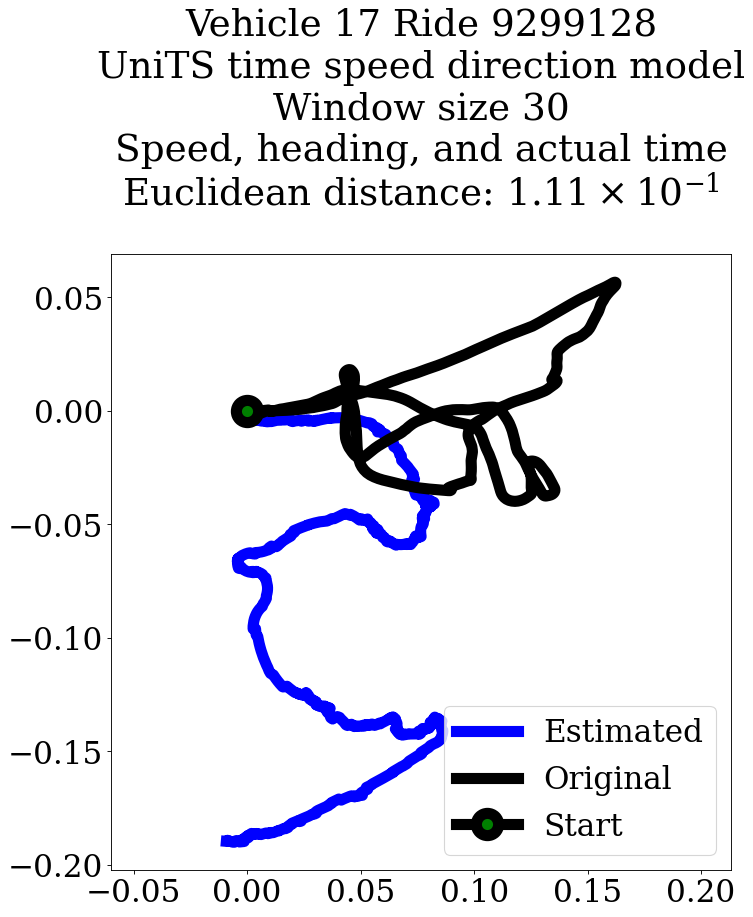 Vehicle 17 Ride 9299128
UniTS time speed direction model
Window size 30
Speed, heading, and actual time
Euclidean distance: 1.11 × 10⁻¹
0.05
0.00
−0.05
−0.10
−0.15
−0.20
Estimated
Original
Start
−0.05 0.00 0.05 0.10 0.15 0.20